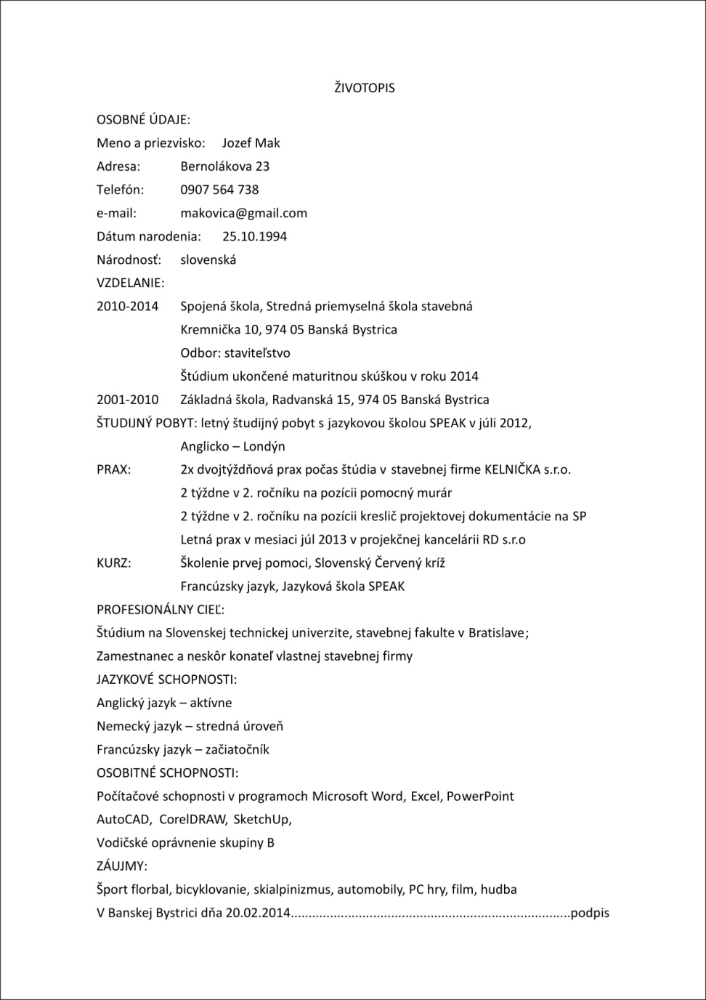 ŽIVOTOPIS
OSOBNÉ ÚDAJE:
Meno a priezvisko: Jozef Mak
Adresa: Bernolákova 23
Telefón: 0907 564 738
e-mail: makovica@gmail.com
Dátum narodenia: 25.10.1994
Národnosť: slovenská
VZDELANIE:
2010-2014 Spojená škola, Stredná priemyselná škola stavebná
Kremnička 10, 974 05 Banská Bystrica
Odbor: staviteľstvo
Štúdium ukončené maturitnou skúškou v roku 2014
2001-2010 Základná škola, Radvanská 15, 974 05 Banská Bystrica
ŠTUDIJNÝ POBYT: letný študijný pobyt s jazykovou školou SPEAK v júli 2012,
Anglicko – Londýn
PRAX: 2x dvojtýždňová prax počas štúdia v stavebnej firme KELNIČKA s.r.o.
2 týždne v 2. ročníku na pozícii pomocný murár
2 týždne v 2. ročníku na pozícii kreslič projektovej dokumentácie na SP
Letná prax v mesiaci júl 2013 v projekčnej kancelárii RD s.r.o
KURZ: Školenie prvej pomoci, Slovenský Červený kríž
Francúzsky jazyk, Jazyková škola SPEAK
PROFESIONÁLNY CIEĽ:
Štúdium na Slovenskej technickej univerzite, stavebnej fakulte v Bratislave;
Zamestnanec a neskôr konateľ vlastnej stavebnej firmy
JAZYKOVÉ SCHOPNOSTI:
Anglický jazyk – aktívne
Nemecký jazyk – stredná úroveň
Francúzsky jazyk – začiatočník
OSOBITNÉ SCHOPNOSTI:
Počítačové schopnosti v programoch Microsoft Word, Excel, PowerPoint
AutoCAD, CorelDRAW, SketchUp,
Vodičské oprávnenie skupiny B
ZÁUJMY:
Šport florbal, bicyklovanie, skialpinizmus, automobily, PC hry, film, hudba
V Banskej Bystrici dňa 20.02.2014..............................................................................podpis